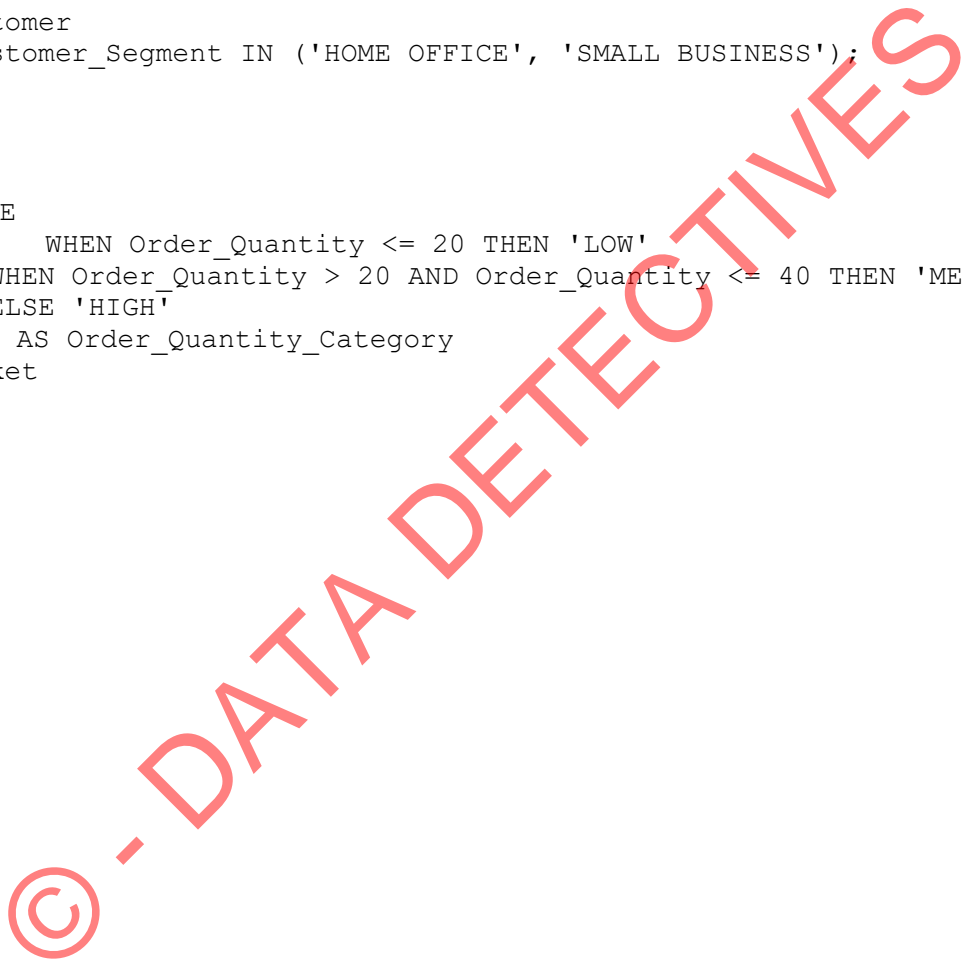 tomer
stomer_Segment IN ('HOME OFFICE', 'SMALL BUSINESS');
E
WHEN Order_Quantity <= 20 THEN 'LOW'
WHEN Order_Quantity > 20 AND Order_Quantity <= 40 THEN 'ME
ELSE 'HIGH'
AS Order_Quantity_Category
ket
© - DATA DETECTIVES